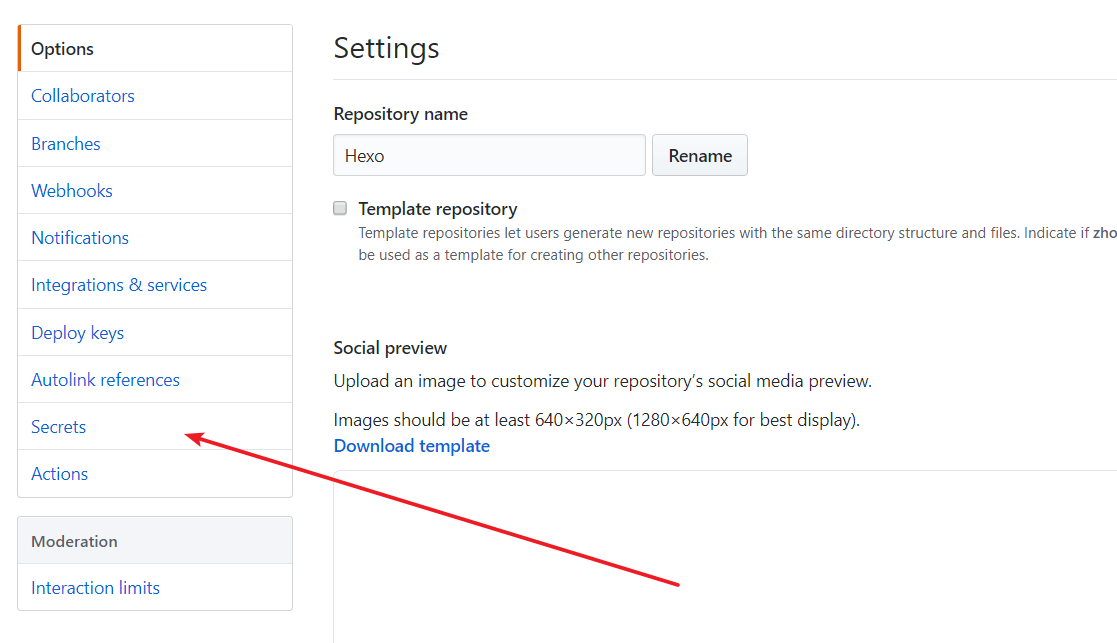 Options
Collaborators
Branches
Webhooks
Notifications
Integrations & services
Deploy keys
Autolink references
Secrets
Actions
Moderation
Interaction limits
Settings
Repository name
Hexo
Rename
Template repository
Template repositories let users generate new repositories with the same directory structure and files. Indicate if zho
be used as a template for creating other repositories.
Social preview
Upload an image to customize your repository’s social media preview.
Images should be at least 640×320px (1280×640px for best display).
Download template